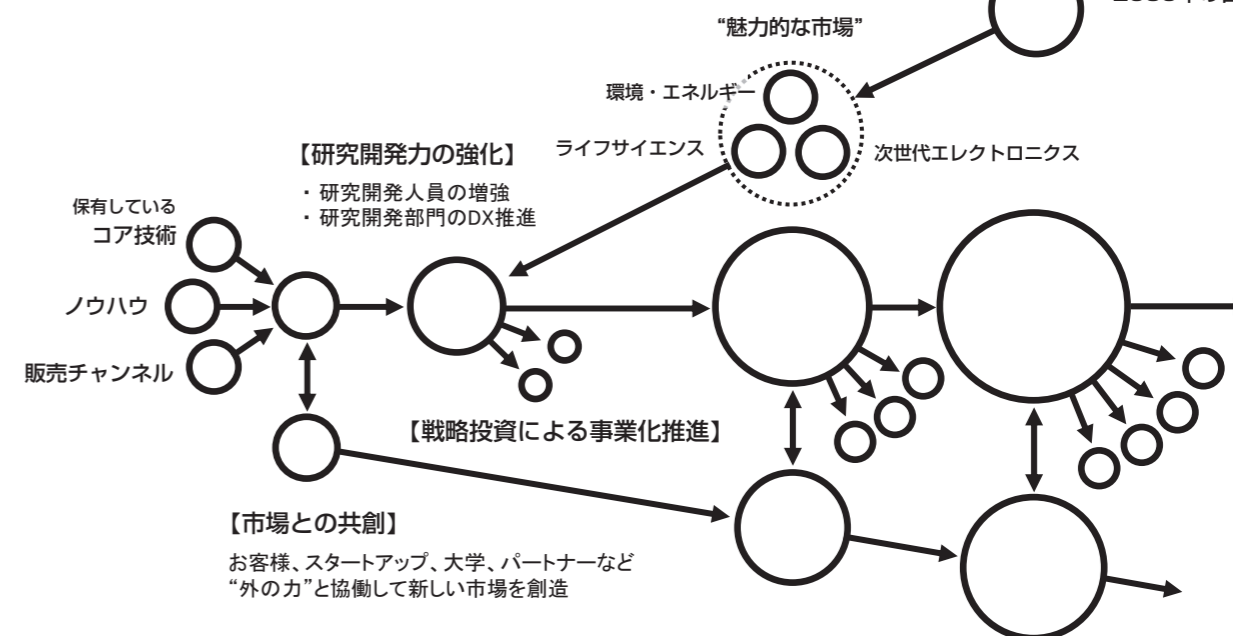 “魅力的な市場”
環境・エネルギー
ライフサイエンス
次世代エレクトロニクス
【研究開発力の強化】
・ 研究開発人員の増強
・ 研究開発部門のDX推進
保有している
コア技術
ノウハウ
販売チャンネル
【戦略投資による事業化推進】
【市場との共創】
お客様、スタートアップ、大学、パートナーなど
“外の力”と協働して新しい市場を創造